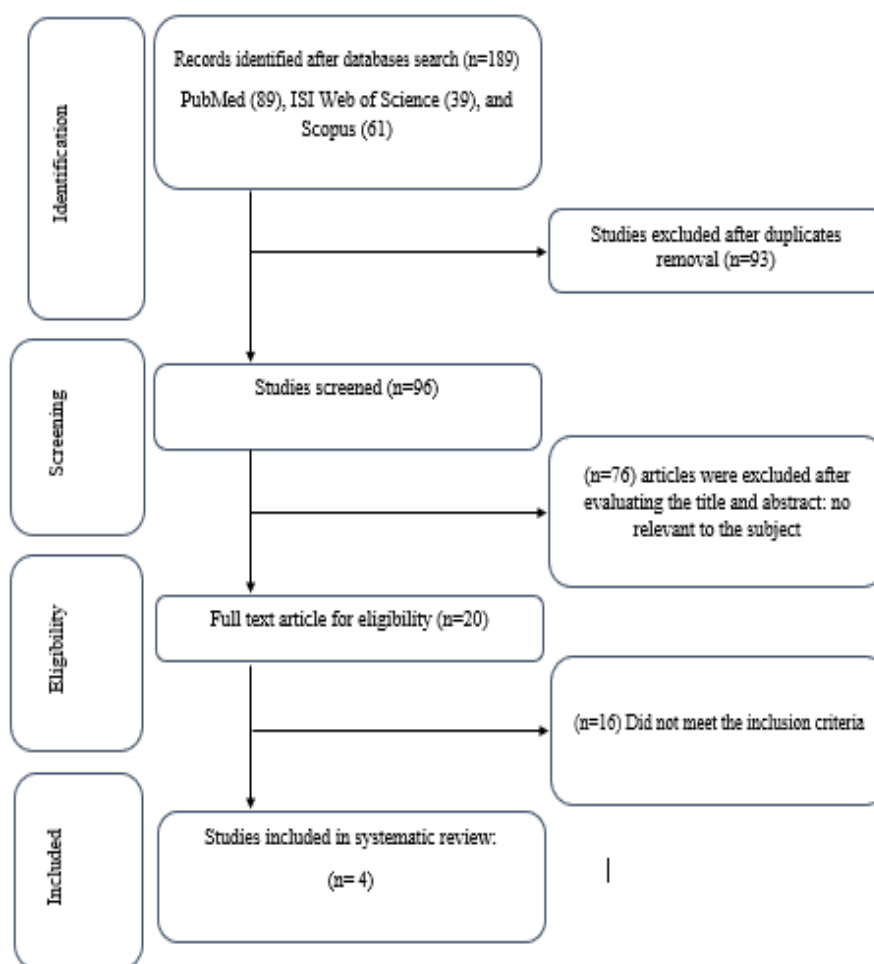 Identification
Records identified after databases search (n=189)
PubMed (89), ISI Web of Science (39), and
Scopus (61)
Studies excluded after duplicates
removal (n=93)
Screening
Studies screened (n=96)
(n=76) articles were excluded after
evaluating the title and abstract: no
relevant to the subject
Eligibility
Full text article for eligibility (n=20)
(n=16) Did not meet the inclusion criteria
Included
Studies included in systematic review:
(n= 4)